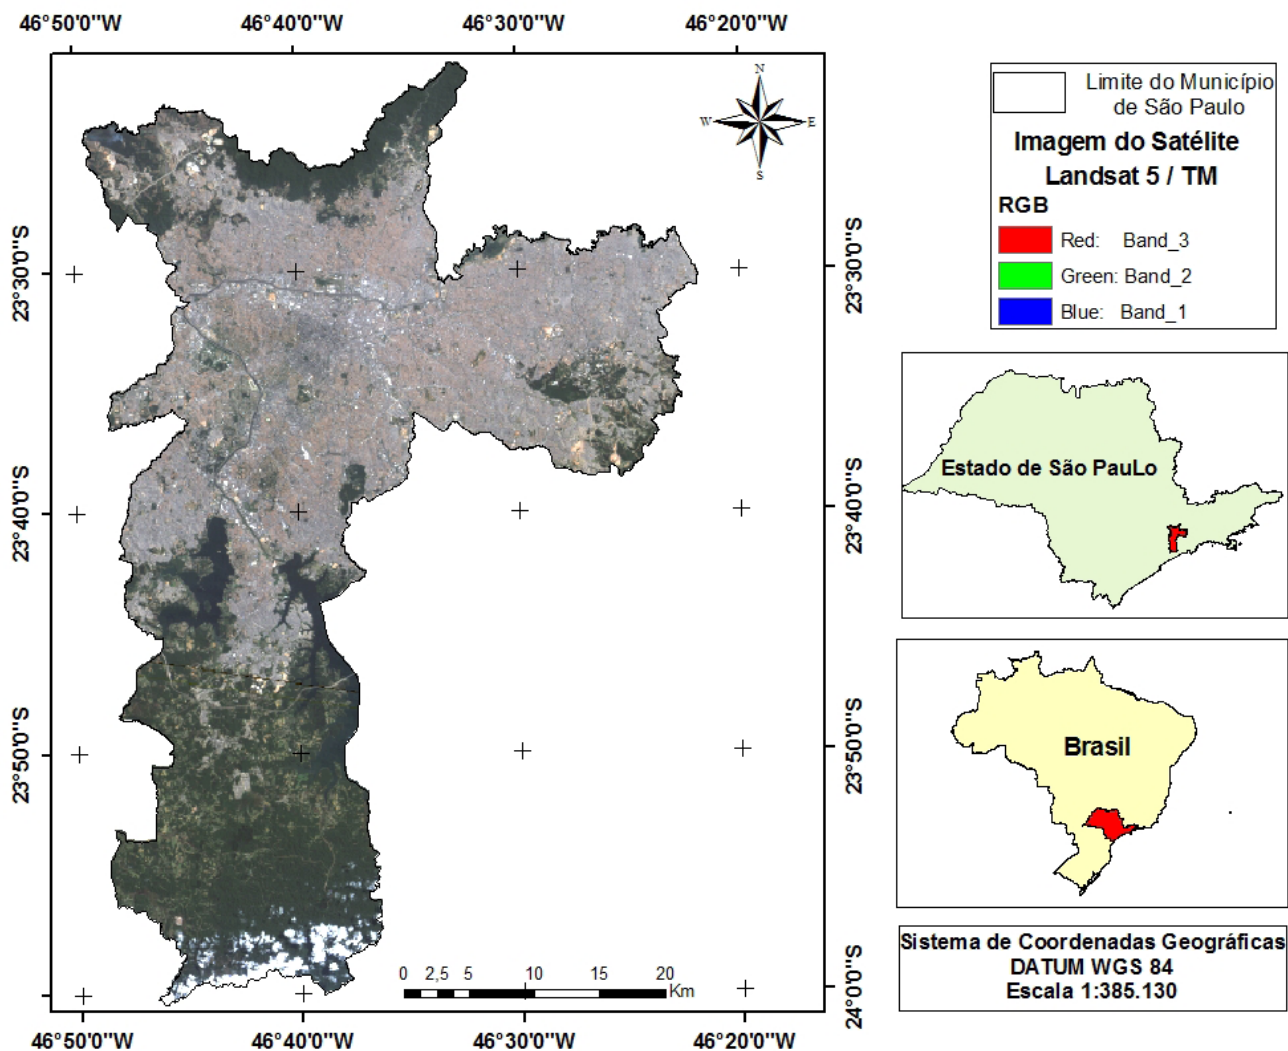 46°50'0"W 46°40'0"W 46°30'0"W 46°20'0"W
N
W E
S
23°30'0"S
23°40'0"S
23°50'0"S
23°30'0"S
23°40'0"S
23°50'0"S
24°0'0"S
0 2,5 5 10 15 20
Km
46°50'0"W 46°40'0"W 46°30'0"W 46°20'0"W
Limite do Município
de São Paulo
Imagem do Satélite
Landsat 5 / TM
RGB
Red: Band_3
Green: Band_2
Blue: Band_1
Estado de São PauLo
Brasil
Sistema de Coordenadas Geográficas
DATUM WGS 84
Escala 1:385.130